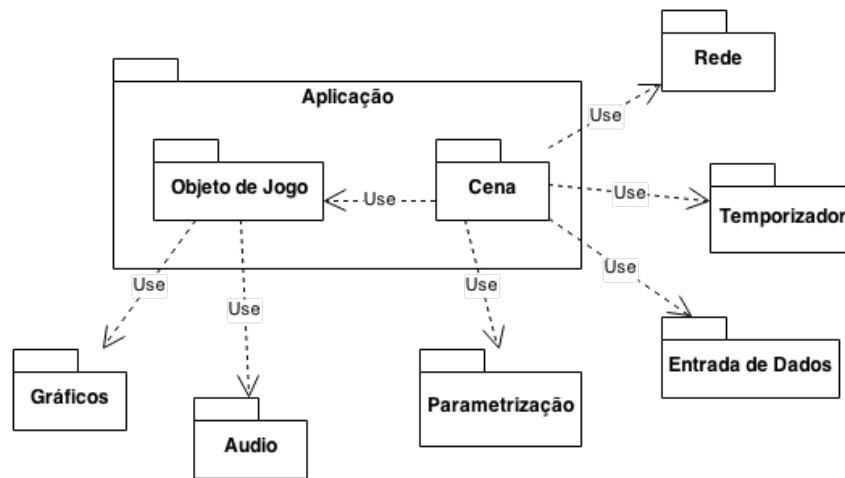 Rede
Aplicação
Use
Objeto de Jogo
Cena
Use
Use
Temporizador
Use
Use
Use
Use
Gráficos
Entrada de Dados
Parametrização
Audio